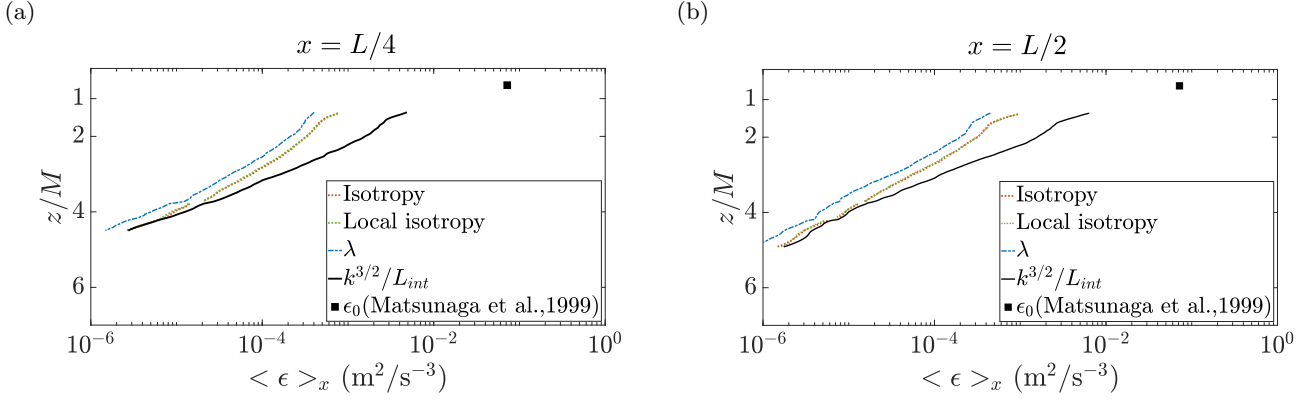 (a)
x = L/4
1
2
4
6
z/M
Isotropy
Local isotropy
λ
k^{3/2}/L_{int}
ϵ_0(Matsunaga et al.,1999)
10^{-6}
10^{-4}
10^{-2}
10^0
< ϵ >_x (m^2/s^{-3})
(b)
x = L/2
1
2
4
6
z/M
Isotropy
Local isotropy
λ
k^{3/2}/L_{int}
ϵ_0(Matsunaga et al.,1999)
10^{-6}
10^{-4}
10^{-2}
10^0
< ϵ >_x (m^2/s^{-3})